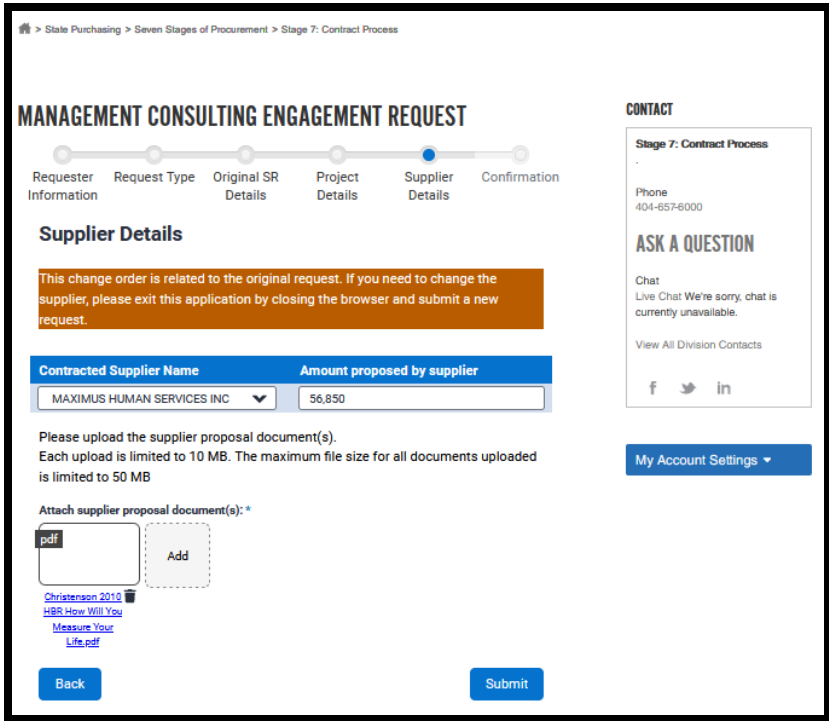 > State Purchasing > Seven Stages of Procurement > Stage 7: Contract Process
MANAGEMENT CONSULTING ENGAGEMENT REQUEST
Requester Information
Request Type
Original SR Details
Project Details
Supplier Details
Confirmation
Supplier Details
This change order is related to the original request. If you need to change the
supplier, please exit this application by closing the browser and submit a new
request.
Contracted Supplier Name
Amount proposed by supplier
MAXIMUS HUMAN SERVICES INC
56,850
Please upload the supplier proposal document(s).
Each upload is limited to 10 MB. The maximum file size for all documents uploaded
is limited to 50 MB
Attach supplier proposal document(s): *
pdf
Add
Christenson 2010
HBR How Will You
Measure Your
Life.pdf
Back
Submit
CONTACT
Stage 7: Contract Process
.
Phone
404-657-6000
ASK A QUESTION
Chat
Live Chat We're sorry, chat is
currently unavailable.
View All Division Contacts
f in
My Account Settings